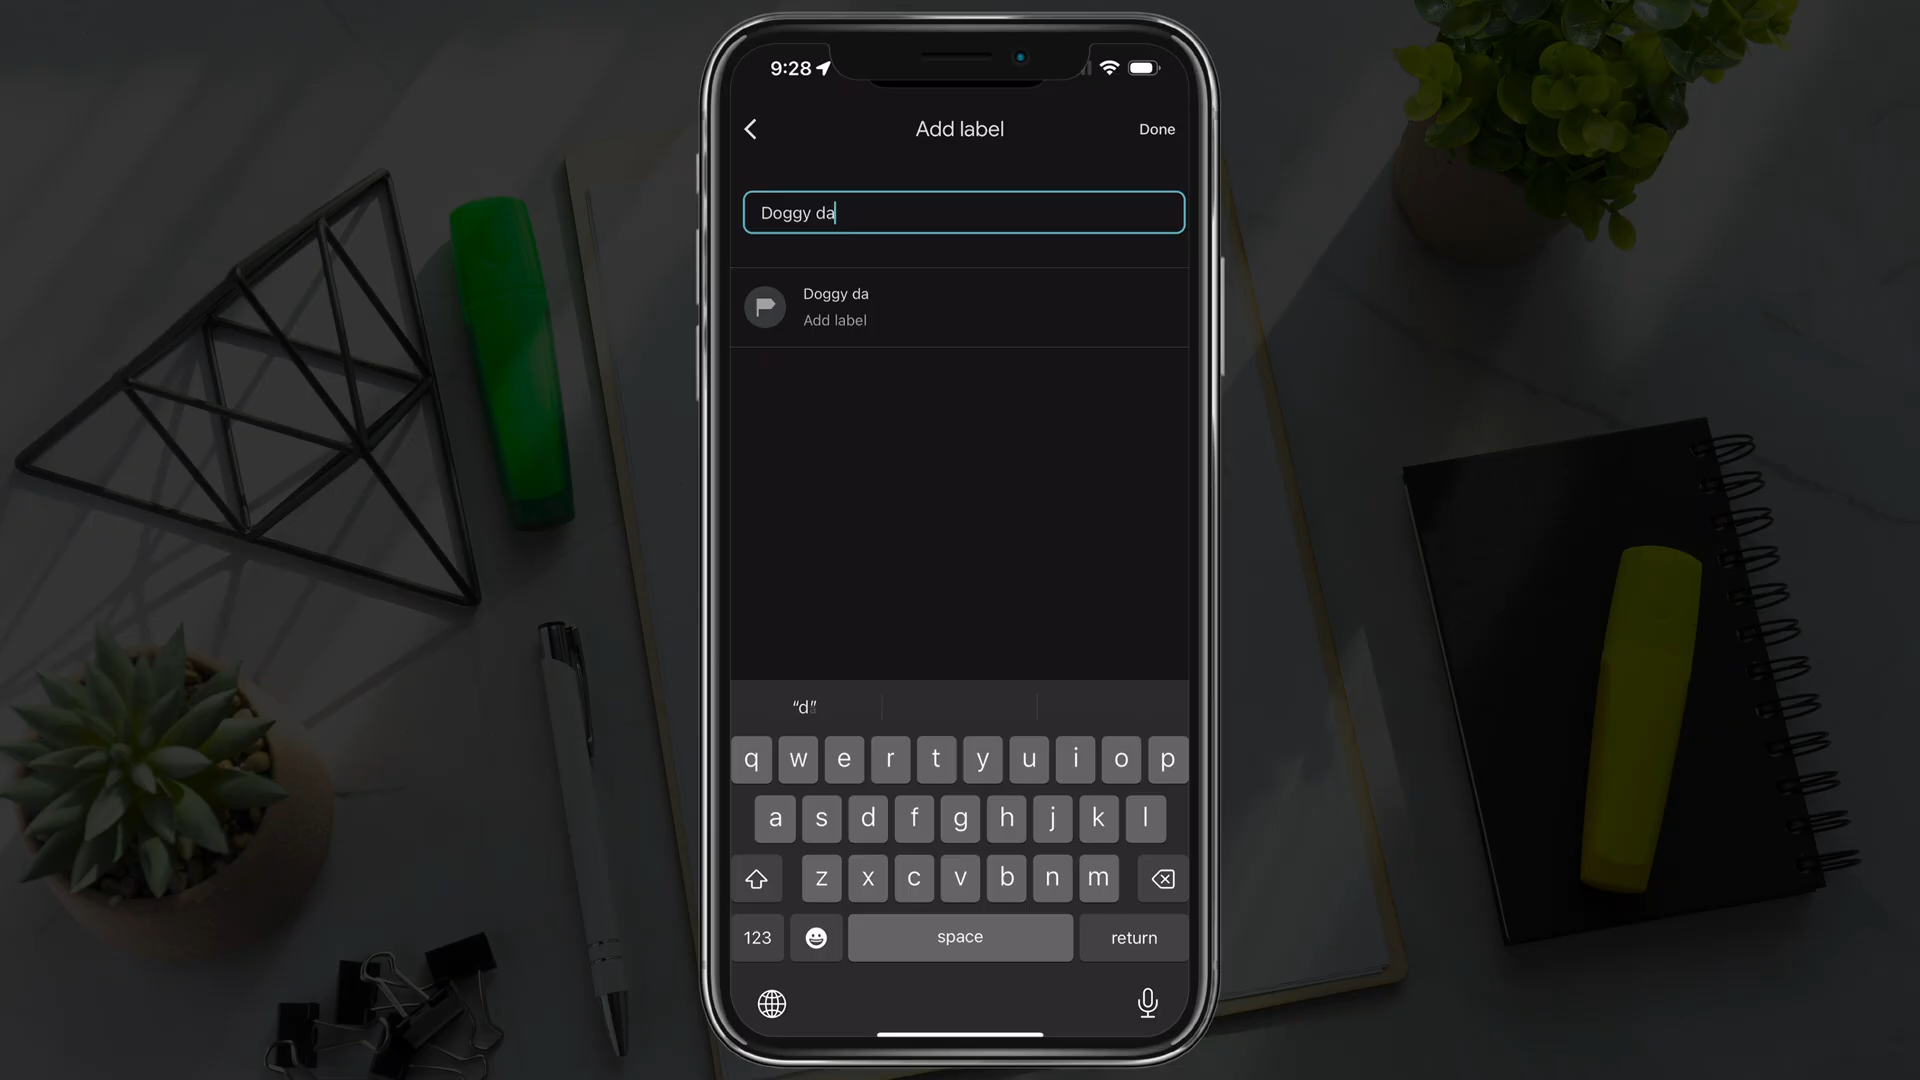 9:28
Add label
Done
Doggy da
Doggy da
Add label
“d”
q w e r t y u i o p
a s d f g h j k l
z x c v b n m
123
space
return